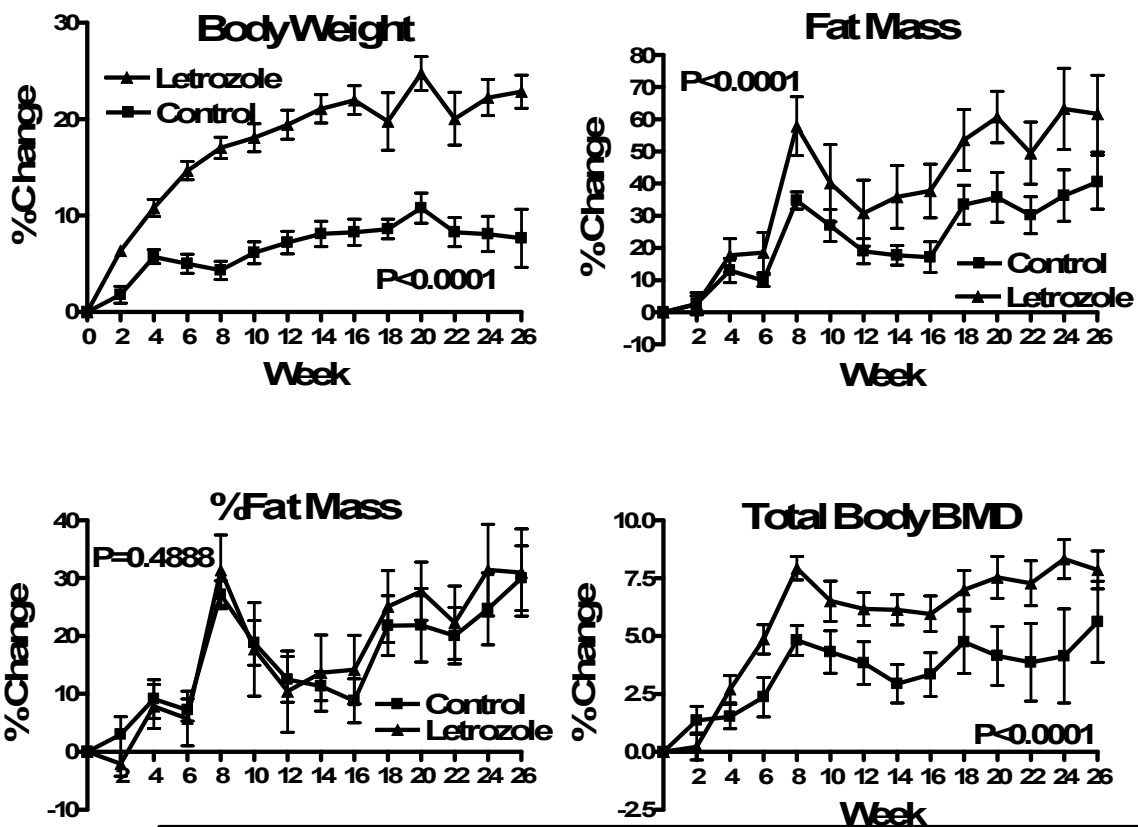 Body Weight
30
20
10
0
%Change
Letrozole
Control
P<0.0001
0 2 4 6 8 10 12 14 16 18 20 22 24 26
Week
Fat Mass
80
70
60
50
40
30
20
10
0
-10
%Change
P<0.0001
Control
Letrozole
2 4 6 8 10 12 14 16 18 20 22 24 26
Week
%Fat Mass
40
30
20
10
0
-10
%Change
P=0.4888
Control
Letrozole
2 4 6 8 10 12 14 16 18 20 22 24 26
Total Body BMD
10.0
7.5
5.0
2.5
0.0
-2.5
%Change
P<0.0001
2 4 6 8 10 12 14 16 18 20 22 24 26
Week